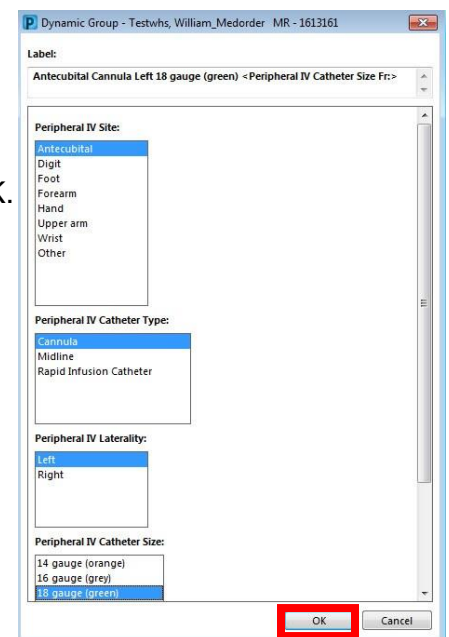 Dynamic Group - Testwhs, William_Medorder MR - 1613161
Label:
Antecubital Cannula Left 18 gauge (green) <Peripheral IV Catheter Size Fr:>
Peripheral IV Site:
Antecubital
Digit
Foot
K.
Forearm
Hand
Upper arm
Wrist
Other
Peripheral IV Catheter Type:
Cannula
Midline
Rapid Infusion Catheter
Peripheral IV Laterality:
Left
Right
Peripheral IV Catheter Size:
14 gauge (orange)
16 gauge (grey)
18 gauge (green)
OK Cancel